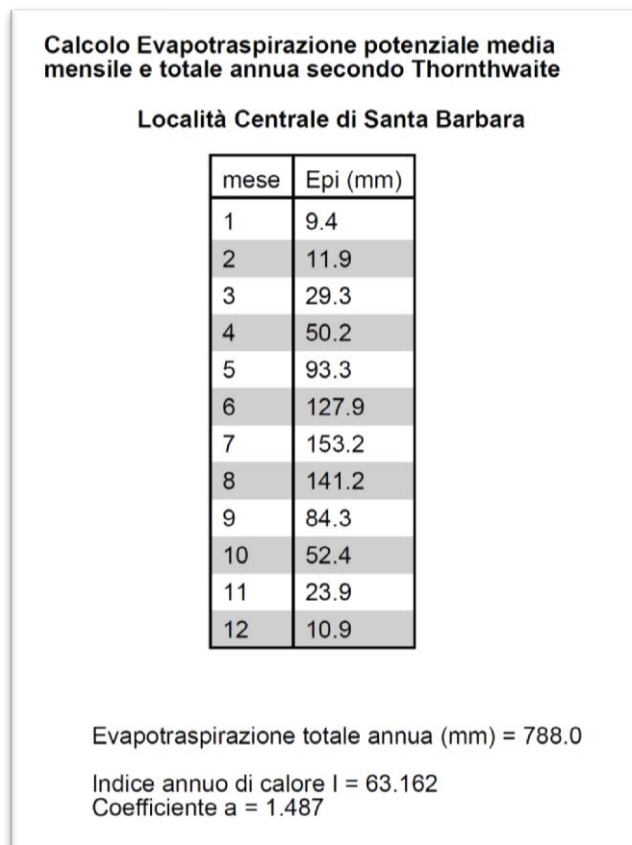 Calcolo Evapotraspirazione potenziale media
mensile e totale annua secondo Thornthwaite
Località Centrale di Santa Barbara
mese Epi (mm)
1 9.4
2 11.9
3 29.3
4 50.2
5 93.3
6 127.9
7 153.2
8 141.2
9 84.3
10 52.4
11 23.9
12 10.9
Evapotraspirazione totale annua (mm) = 788.0
Indice annuo di calore I = 63.162
Coefficiente a = 1.487